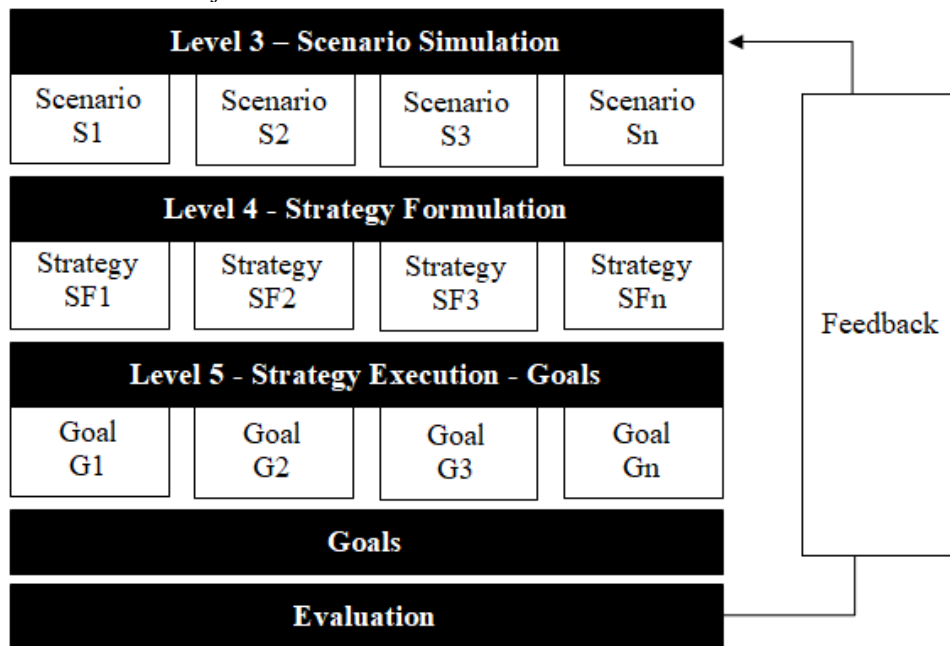 Level 3 – Scenario Simulation
Scenario
S1
Scenario
S2
Scenario
S3
Scenario
Sn
Level 4 - Strategy Formulation
Strategy
SF1
Strategy
SF2
Strategy
SF3
Strategy
SFn
Feedback
Level 5 - Strategy Execution - Goals
Goal
G1
Goal
G2
Goal
G3
Goal
Gn
Goals
Evaluation